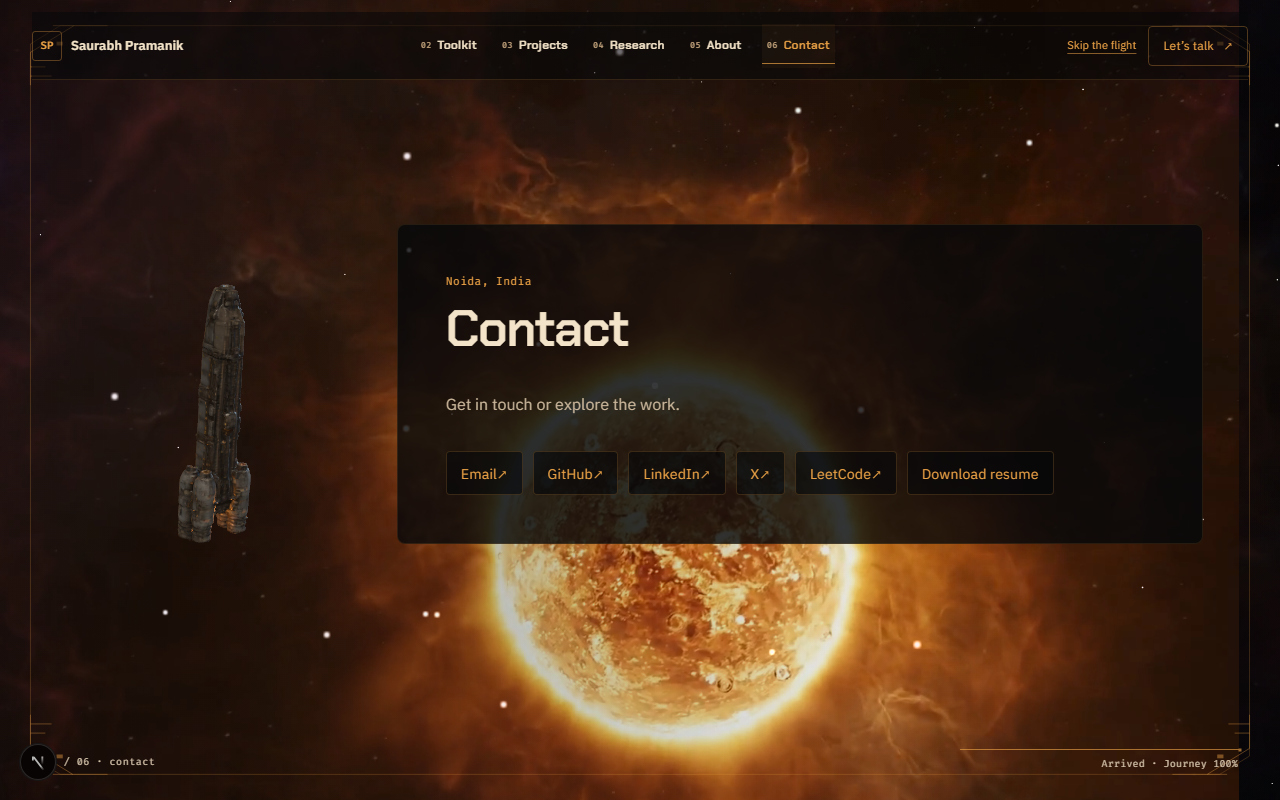 SP Saurabh Pramanik 02 Toolkit 03 Projects 04 Research 05 About 06 Contact Skip the flight Let's talk ↗
Noida, India
Contact
Get in touch or explore the work.
Email↗ GitHub↗ LinkedIn↗ X↗ LeetCode↗ Download resume
/ 06 · contact Arrived · Journey 100%